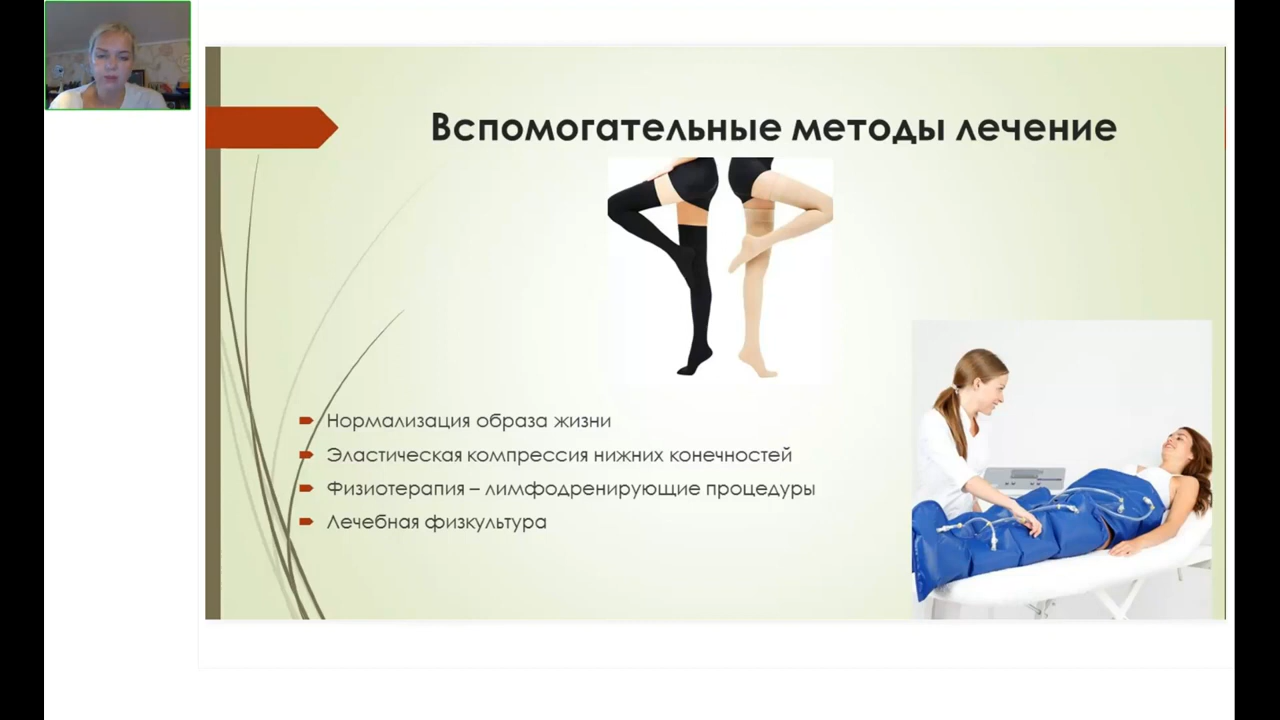 Вспомогательные методы лечение
Нормализация образа жизни
Эластическая компрессия нижних конечностей
Физиотерапия – лимфодренирующие процедуры
Лечебная физкультура